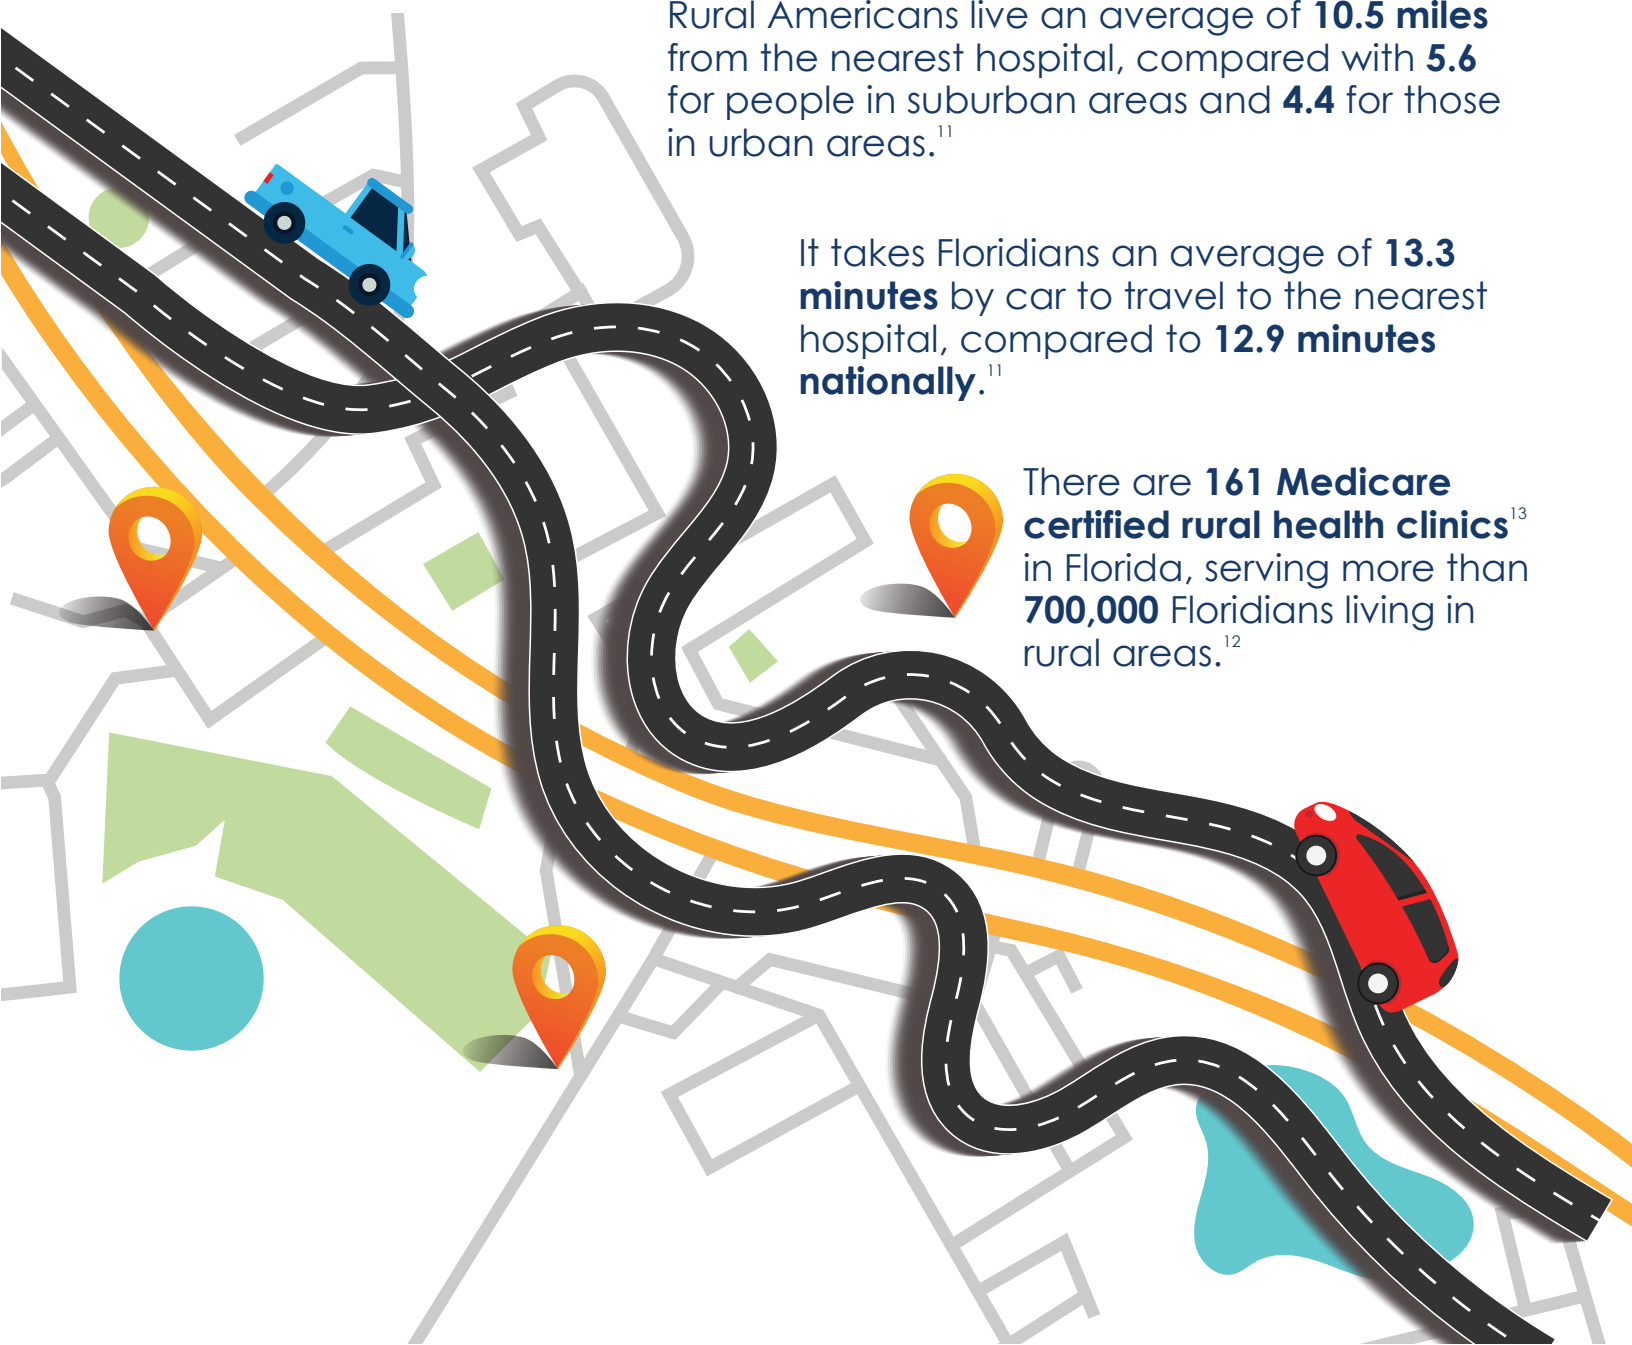 Rural Americans live an average of 10.5 miles
from the nearest hospital, compared with 5.6
for people in suburban areas and 4.4 for those
in urban areas.11
It takes Floridians an average of 13.3
minutes by car to travel to the nearest
hospital, compared to 12.9 minutes
nationally.11
There are 161 Medicare
certified rural health clinics13
in Florida, serving more than
700,000 Floridians living in
rural areas.12